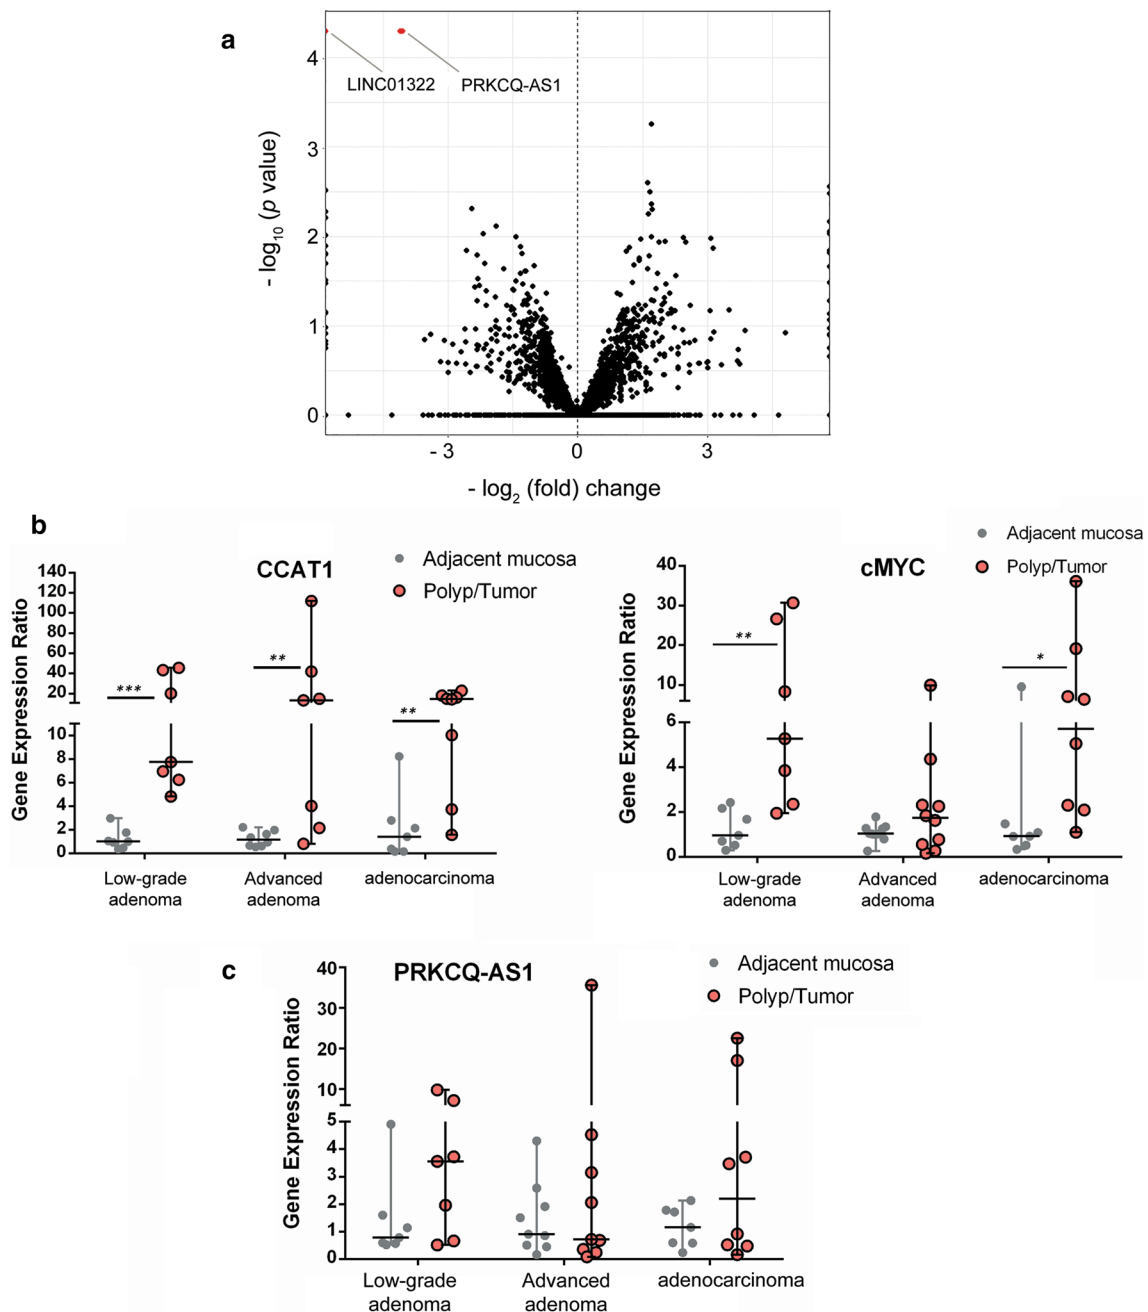 a
- log10 (p value)
4
3
2
1
0
LINC01322
PRKCQ-AS1
- 3
0
3
- log2 (fold) change
b
CCAT1
Adjacent mucosa
Polyp/Tumor
Gene Expression Ratio
140
120
100
80
60
40
20
10
8
6
4
2
0
***
**
**
Low-grade
adenoma
Advanced
adenoma
adenocarcinoma
cMYC
Adjacent mucosa
Polyp/Tumor
Gene Expression Ratio
40
30
20
10
6
4
2
0
**
*
Low-grade
adenoma
Advanced
adenoma
adenocarcinoma
c
PRKCQ-AS1
Adjacent mucosa
Polyp/Tumor
Gene Expression Ratio
40
30
20
10
5
4
3
2
1
0
Low-grade
adenoma
Advanced
adenoma
adenocarcinoma